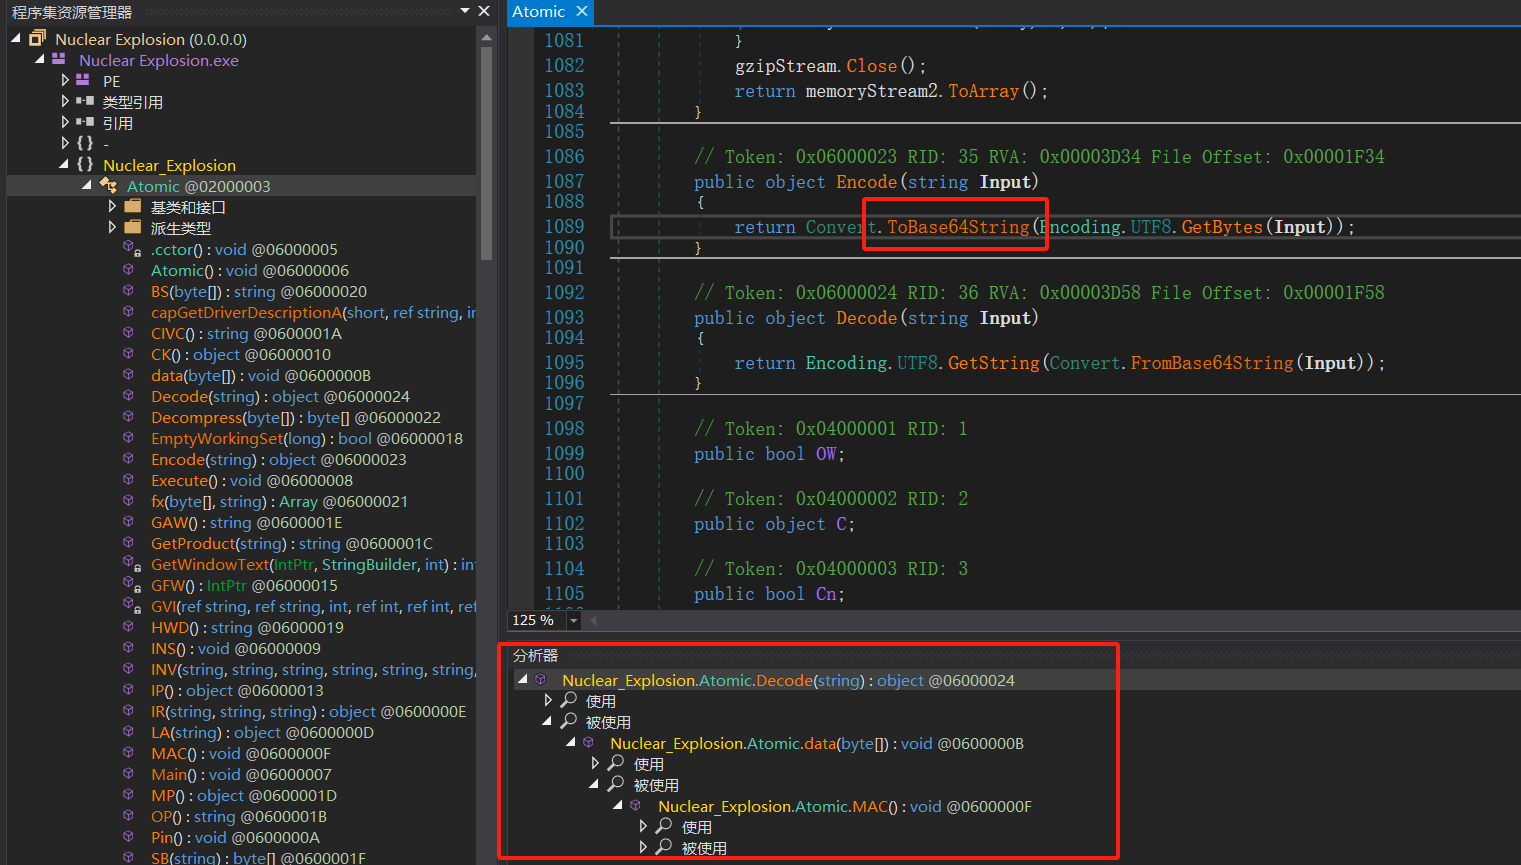 程序集资源管理器
Nuclear Explosion (0.0.0.0)
Nuclear Explosion.exe
PE
类型引用
引用
{ } -
{ } Nuclear_Explosion
Atomic @02000003
基类和接口
派生类型
.cctor() : void @06000005
Atomic() : void @06000006
BS(byte[]) : string @06000020
capGetDriverDescriptionA(short, ref string, in
CIVC() : string @0600001A
CK() : object @06000010
data(byte[]) : void @0600000B
Decode(string) : object @06000024
Decompress(byte[]) : byte[] @06000022
EmptyWorkingSet(long) : bool @06000018
Encode(string) : object @06000023
Execute() : void @06000008
fx(byte[], string) : Array @06000021
GAW() : string @0600001E
GetProduct(string) : string @0600001C
GetWindowText(IntPtr, StringBuilder, int) : in
GFW() : IntPtr @06000015
GVI(ref string, ref string, int, ref int, ref int, ref
HWD() : string @06000019
INS() : void @06000009
INV(string, string, string, string, string, string,
IP() : object @06000013
IR(string, string, string) : object @0600000E
LA(string) : object @0600000D
MAC() : void @0600000F
Main() : void @06000007
MP() : object @0600001D
OP() : string @0600001B
Pin() : void @0600000A
SB(string) : byte[] @0600001F
Atomic
1081 }
1082 gzipStream.Close();
1083 return memoryStream2.ToArray();
1084 }
1085
1086 // Token: 0x06000023 RID: 35 RVA: 0x00003D34 File Offset: 0x00001F34
1087 public object Encode(string Input)
1088 {
1089 return Convert.ToBase64String(Encoding.UTF8.GetBytes(Input));
1090 }
1091
1092 // Token: 0x06000024 RID: 36 RVA: 0x00003D58 File Offset: 0x00001F58
1093 public object Decode(string Input)
1094 {
1095 return Encoding.UTF8.GetString(Convert.FromBase64String(Input));
1096 }
1097
1098 // Token: 0x04000001 RID: 1
1099 public bool OW;
1100
1101 // Token: 0x04000002 RID: 2
1102 public object C;
1103
1104 // Token: 0x04000003 RID: 3
1105 public bool Cn;
125 %
分析器
Nuclear_Explosion.Atomic.Decode(string) : object @06000024
使用
被使用
Nuclear_Explosion.Atomic.data(byte[]) : void @0600000B
使用
被使用
Nuclear_Explosion.Atomic.MAC() : void @0600000F
使用
被使用